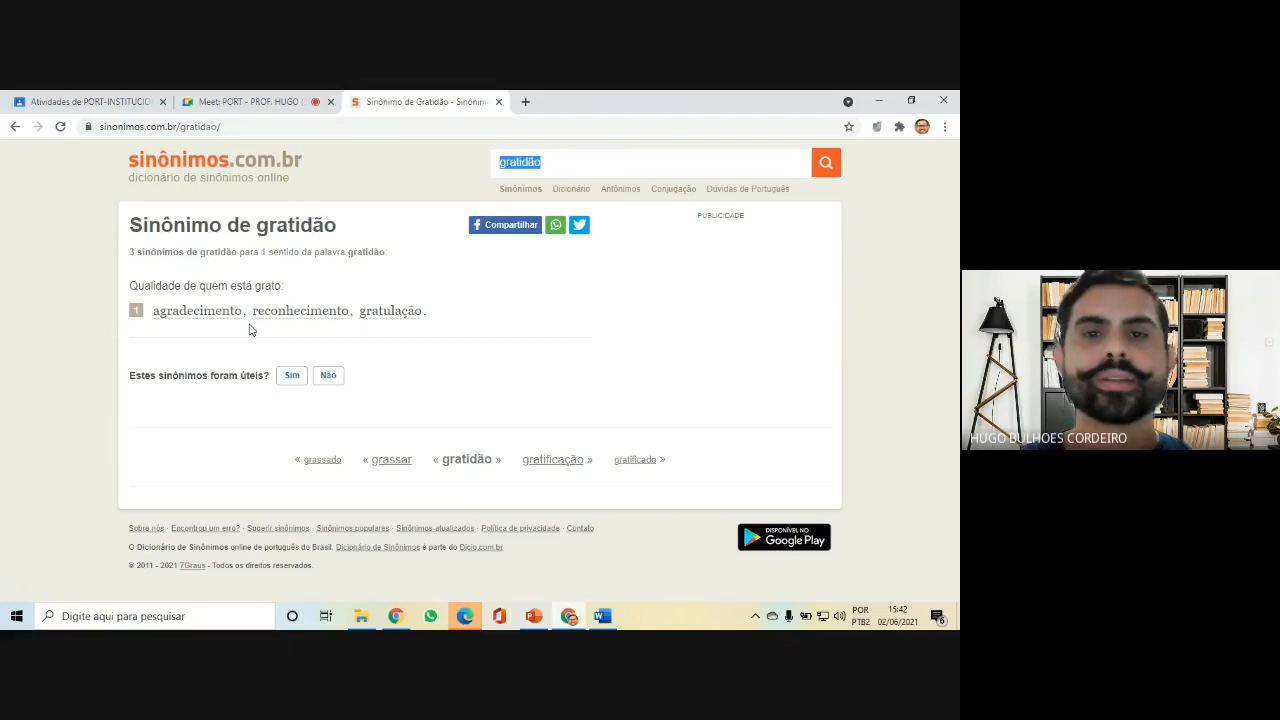 Atividades de PORT-INSTITUCIO
Meet: PORT - PROF. HUGO
Sinônimo de Gratidão - Sinônim
sinonimos.com.br/gratidao/
sinônimos.com.br
dicionário de sinônimos online
gratidão
Sinônimos Dicionário Antônimos Conjugação Dúvidas de Português
Sinônimo de gratidão
Compartilhar
PUBLICIDADE
3 sinônimos de gratidão para 1 sentido da palavra gratidão:
Qualidade de quem está grato:
1 agradecimento, reconhecimento, gratulação.
Estes sinônimos foram úteis? Sim Não
« grassado « grassar « gratidão » gratificação » gratificado »
Sobre nós · Encontrou um erro? · Sugerir sinônimos · Sinônimos populares · Sinônimos atualizados · Política de privacidade · Contato
O Dicionário de Sinônimos online de português do Brasil. Dicionário de Sinônimos é parte do Dicio.com.br
© 2011 - 2021 7Graus - Todos os direitos reservados.
DISPONÍVEL NO
Google Play
HUGO BULHOES CORDEIRO
Digite aqui para pesquisar
POR
PTB2
15:42
02/06/2021
6